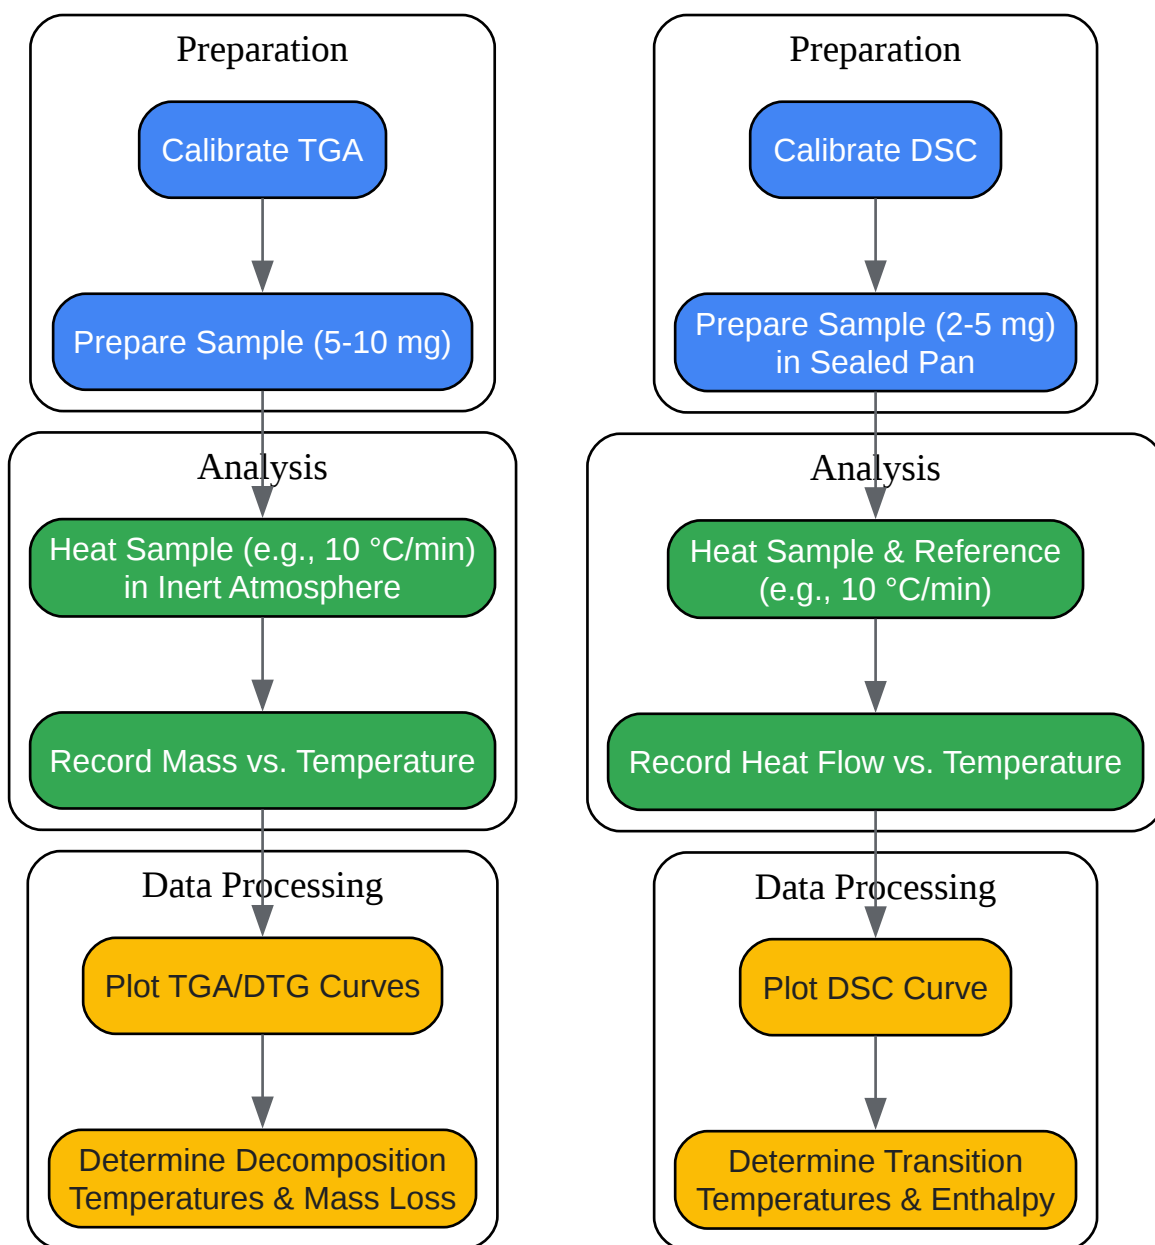 Preparation
Calibrate TGA
Prepare Sample (5-10 mg)
Analysis
Heat Sample (e.g., 10 °C/min)
in Inert Atmosphere
Record Mass vs. Temperature
Data Processing
Plot TGA/DTG Curves
Determine Decomposition
Temperatures & Mass Loss
Preparation
Calibrate DSC
Prepare Sample (2-5 mg)
in Sealed Pan
Analysis
Heat Sample & Reference
(e.g., 10 °C/min)
Record Heat Flow vs. Temperature
Data Processing
Plot DSC Curve
Determine Transition
Temperatures & Enthalpy